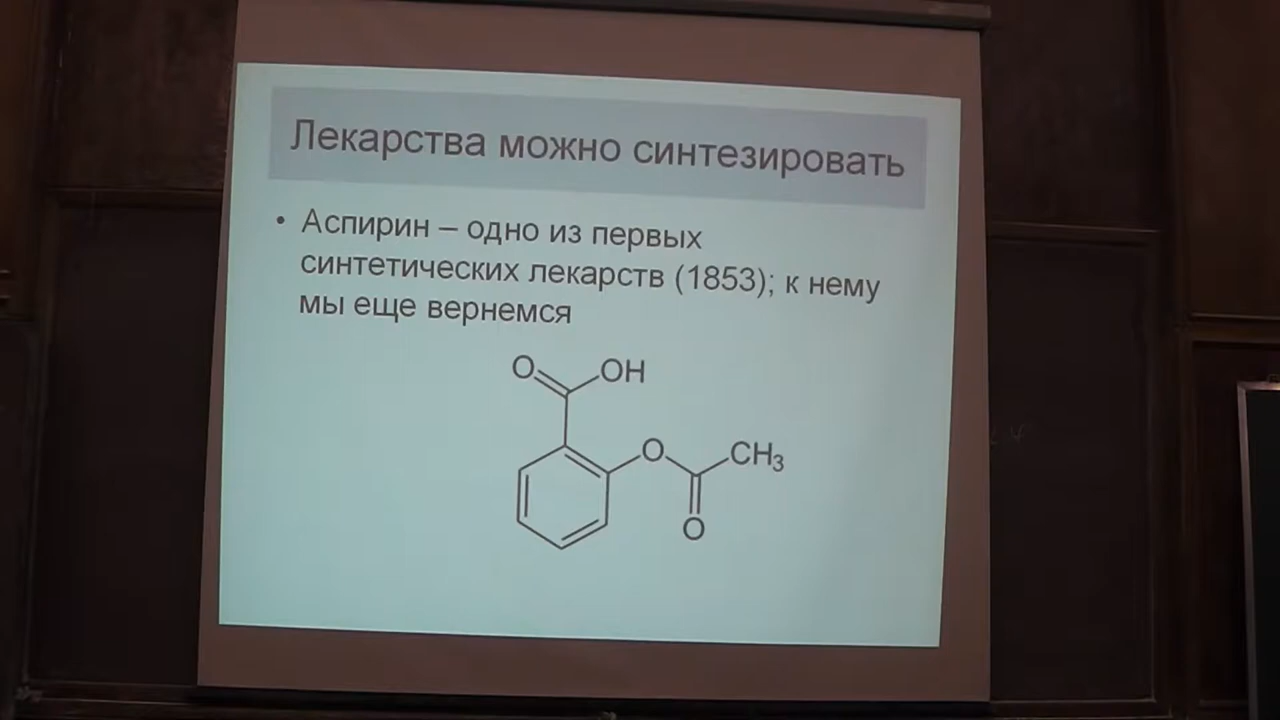 Лекарства можно синтезировать
• Аспирин – одно из первых
синтетических лекарств (1853); к нему
мы еще вернемся
O OH
O CH₃
O